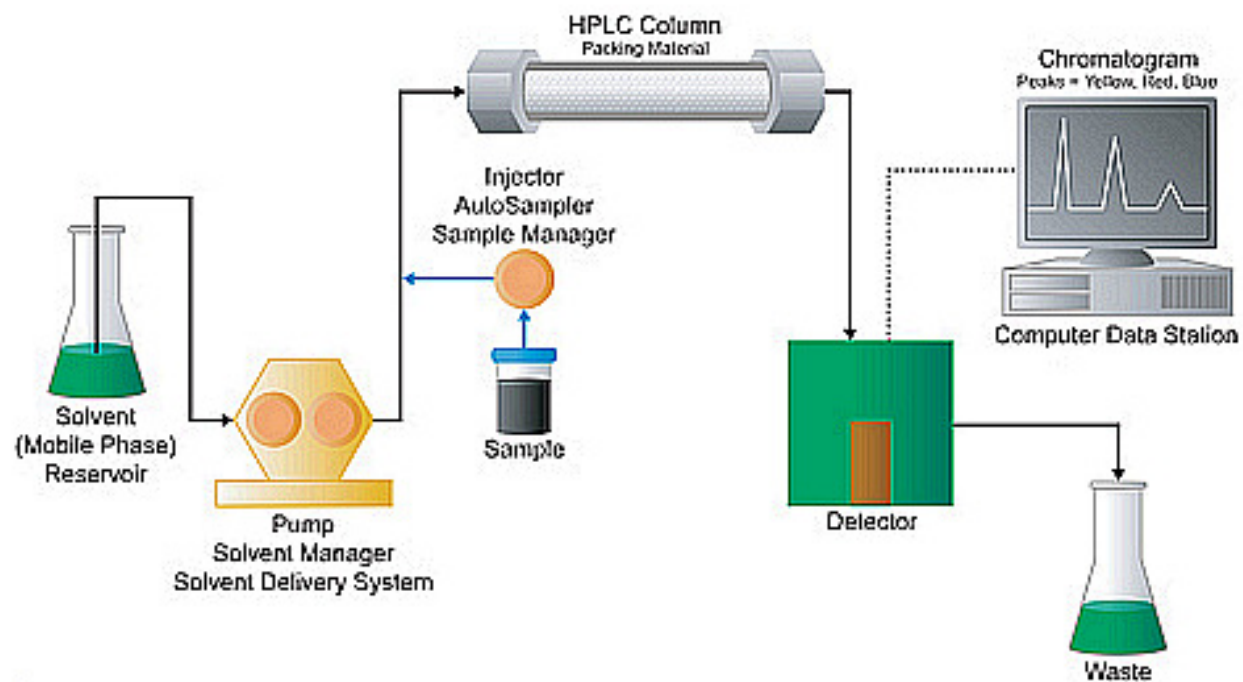 HPLC Column
Packing Material
Chromatogram
Peaks = Yellow, Red, Blue
Injector
AutoSampler
Sample Manager
Computer Data Station
Solvent
(Mobile Phase)
Reservoir
Sample
Pump
Solvent Manager
Solvent Delivery System
Detector
Waste